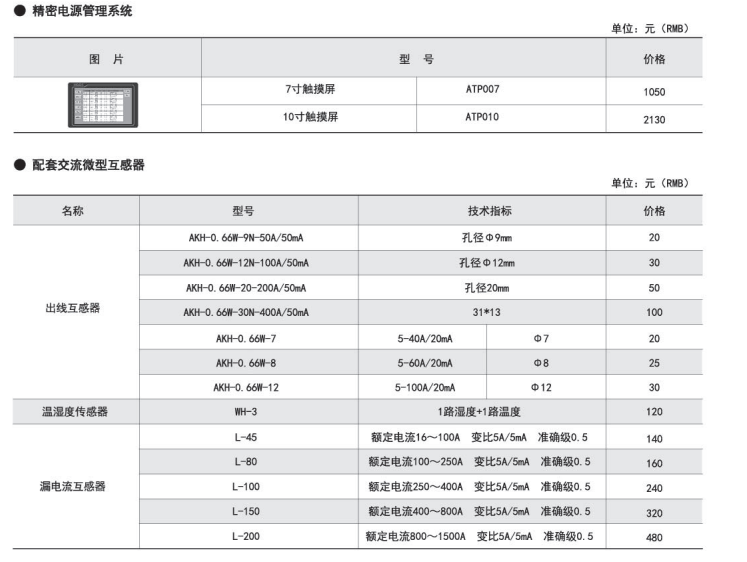 ● 精密电源管理系统
单位：元（RMB）
图 片 型 号 价格
7寸触摸屏 ATP007 1050
10寸触摸屏 ATP010 2130
● 配套交流微型互感器
单位：元（RMB）
名称 型号 技术指标 价格
出线互感器
AKH-0.66W-9N-50A/50mA 孔径Φ9mm 20
AKH-0.66W-12N-100A/50mA 孔径Φ12mm 30
AKH-0.66W-20-200A/50mA 孔径20mm 50
AKH-0.66W-30N-400A/50mA 31*13 100
AKH-0.66W-7 5-40A/20mA Φ7 20
AKH-0.66W-8 5-60A/20mA Φ8 25
AKH-0.66W-12 5-100A/20mA Φ12 30
温湿度传感器 WH-3 1路湿度+1路温度 120
漏电流互感器
L-45 额定电流16～100A 变比5A/5mA 准确级0.5 140
L-80 额定电流100～250A 变比5A/5mA 准确级0.5 160
L-100 额定电流250～400A 变比5A/5mA 准确级0.5 240
L-150 额定电流400～800A 变比5A/5mA 准确级0.5 320
L-200 额定电流800～1500A 变比5A/5mA 准确级0.5 480